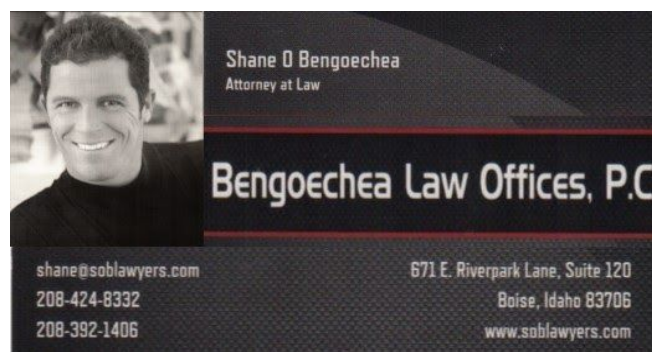 Shane O Bengoechea
Attorney at Law
Bengoechea Law Offices, P.C
shane@soblawyers.com
208-424-8332
208-392-1406
671 E. Riverpark Lane, Suite 120
Boise, Idaho 83706
www.soblawyers.com